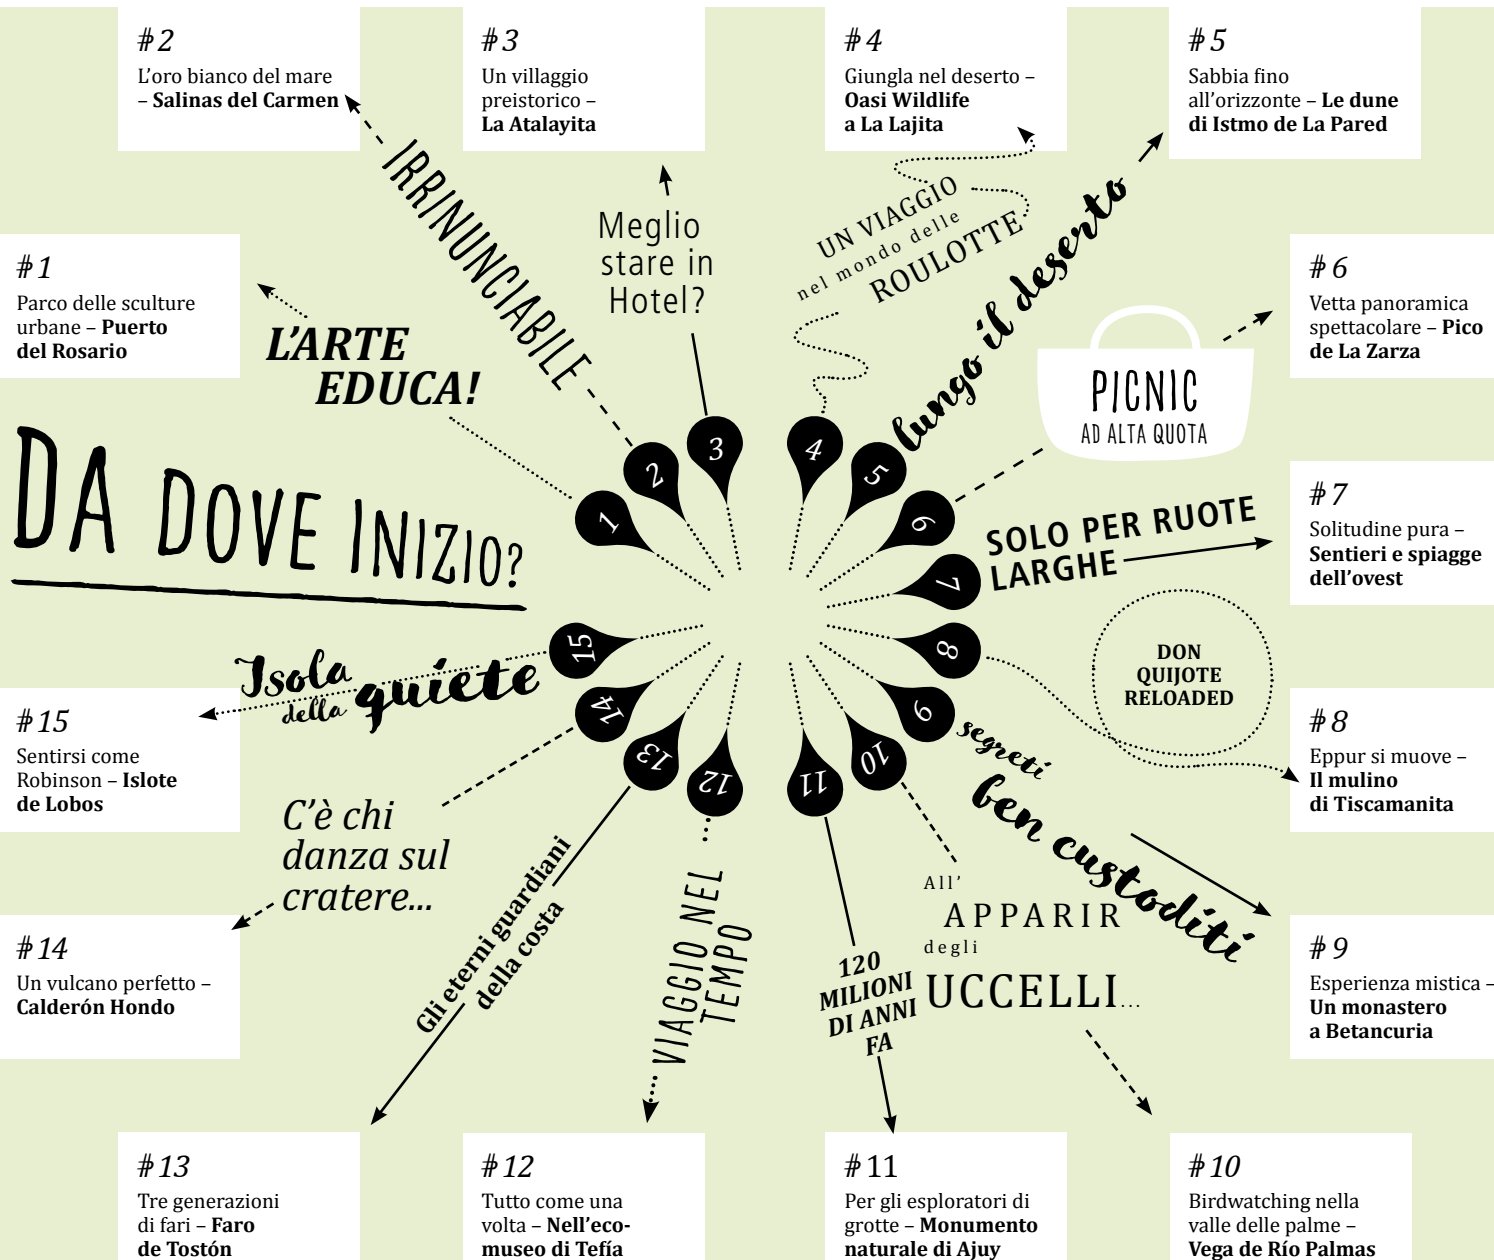 #2
L'oro bianco del mare
– Salinas del Carmen
#3
Un villaggio
preistorico –
La Atalayita
#4
Giungla nel deserto –
Oasi Wildlife
a La Lajita
#5
Sabbia fino
all'orizzonte – Le dune
di Istmo de La Pared
#1
Parco delle sculture
urbane – Puerto
del Rosario
L'ARTE
EDUCA!
IRRINUNCIABILE
Meglio
stare in
Hotel?
UN VIAGGIO
nel mondo delle
ROULOTTE
lungo il deserto
PICNIC
AD ALTA QUOTA
#6
Vetta panoramica
spettacolare – Pico
de La Zarza
DA DOVE INIZIO?
1
2
3
4
5
6
7
8
9
10
11
12
13
14
15
SOLO PER RUOTE
LARGHE
#7
Solitudine pura –
Sentieri e spiagge
dell'ovest
DON
QUIJOTE
RELOADED
#8
Eppur si muove –
Il mulino
di Tiscamanita
Isola
della quiete
#15
Sentirsi come
Robinson – Islote
de Lobos
segreti
ben custoditi
#9
Esperienza mistica –
Un monastero
a Betancuria
C'è chi
danza sul
cratere...
#14
Un vulcano perfetto –
Calderón Hondo
Gli eterni guardiani
della costa
VIAGGIO NEL
TEMPO
120
MILIONI
DI ANNI
FA
All'
APPARIR
degli
UCCELLI...
#13
Tre generazioni
di fari – Faro
de Tostón
#12
Tutto come una
volta – Nell'eco-
museo di Tefía
#11
Per gli esploratori di
grotte – Monumento
naturale di Ajuy
#10
Birdwatching nella
valle delle palme –
Vega de Río Palmas